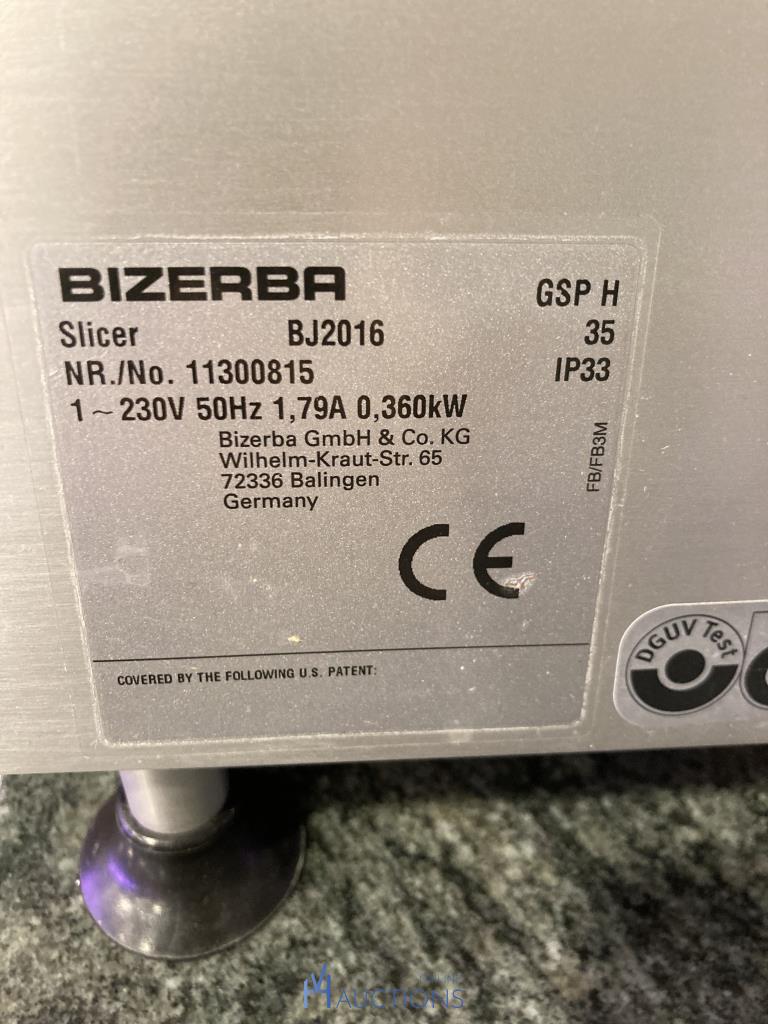 BIZERBA GSP H
Slicer BJ2016 35
NR./No. 11300815 IP33
1~230V 50Hz 1,79A 0,360kW
Bizerba GmbH & Co. KG
Wilhelm-Kraut-Str. 65
72336 Balingen
Germany
FB/FB3M
CE
COVERED BY THE FOLLOWING U.S. PATENT:
DGUV Test
AUCTIONS